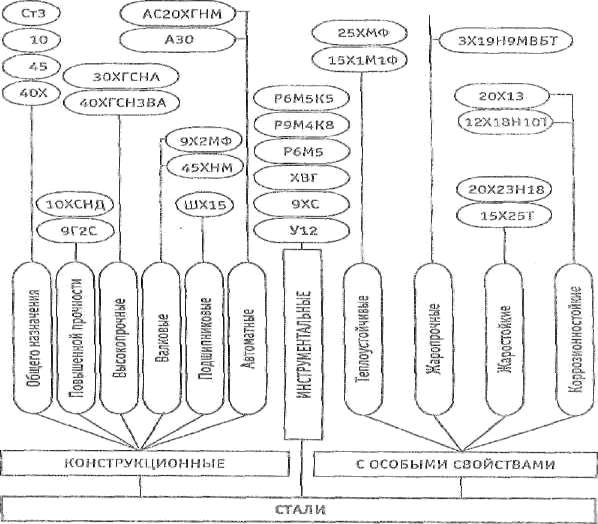 Ст3
10
45
40Х
АС20ХГНМ
А30
30ХГСНА
40ХГСН3ВА
10ХСНД
9Г2С
9Х2МФ
45ХНМ
ШХ15
Р6М5К5
Р9М4К8
Р6М5
ХВГ
9ХС
У12
25ХМФ
15Х1М1Ф
3Х19Н9МВБТ
20Х13
12Х18Н10Т
20Х23Н18
15Х25Т
Общего назначения
Повышенной прочности
Высокопрочные
Валковые
Подшипниковые
Автоматные
ИНСТРУМЕНТАЛЬНЫЕ
Теплоустойчивые
Жаропрочные
Жаростойкие
Коррозионностойкие
КОНСТРУКЦИОННЫЕ
С ОСОБЫМИ СВОЙСТВАМИ
СТАЛИ